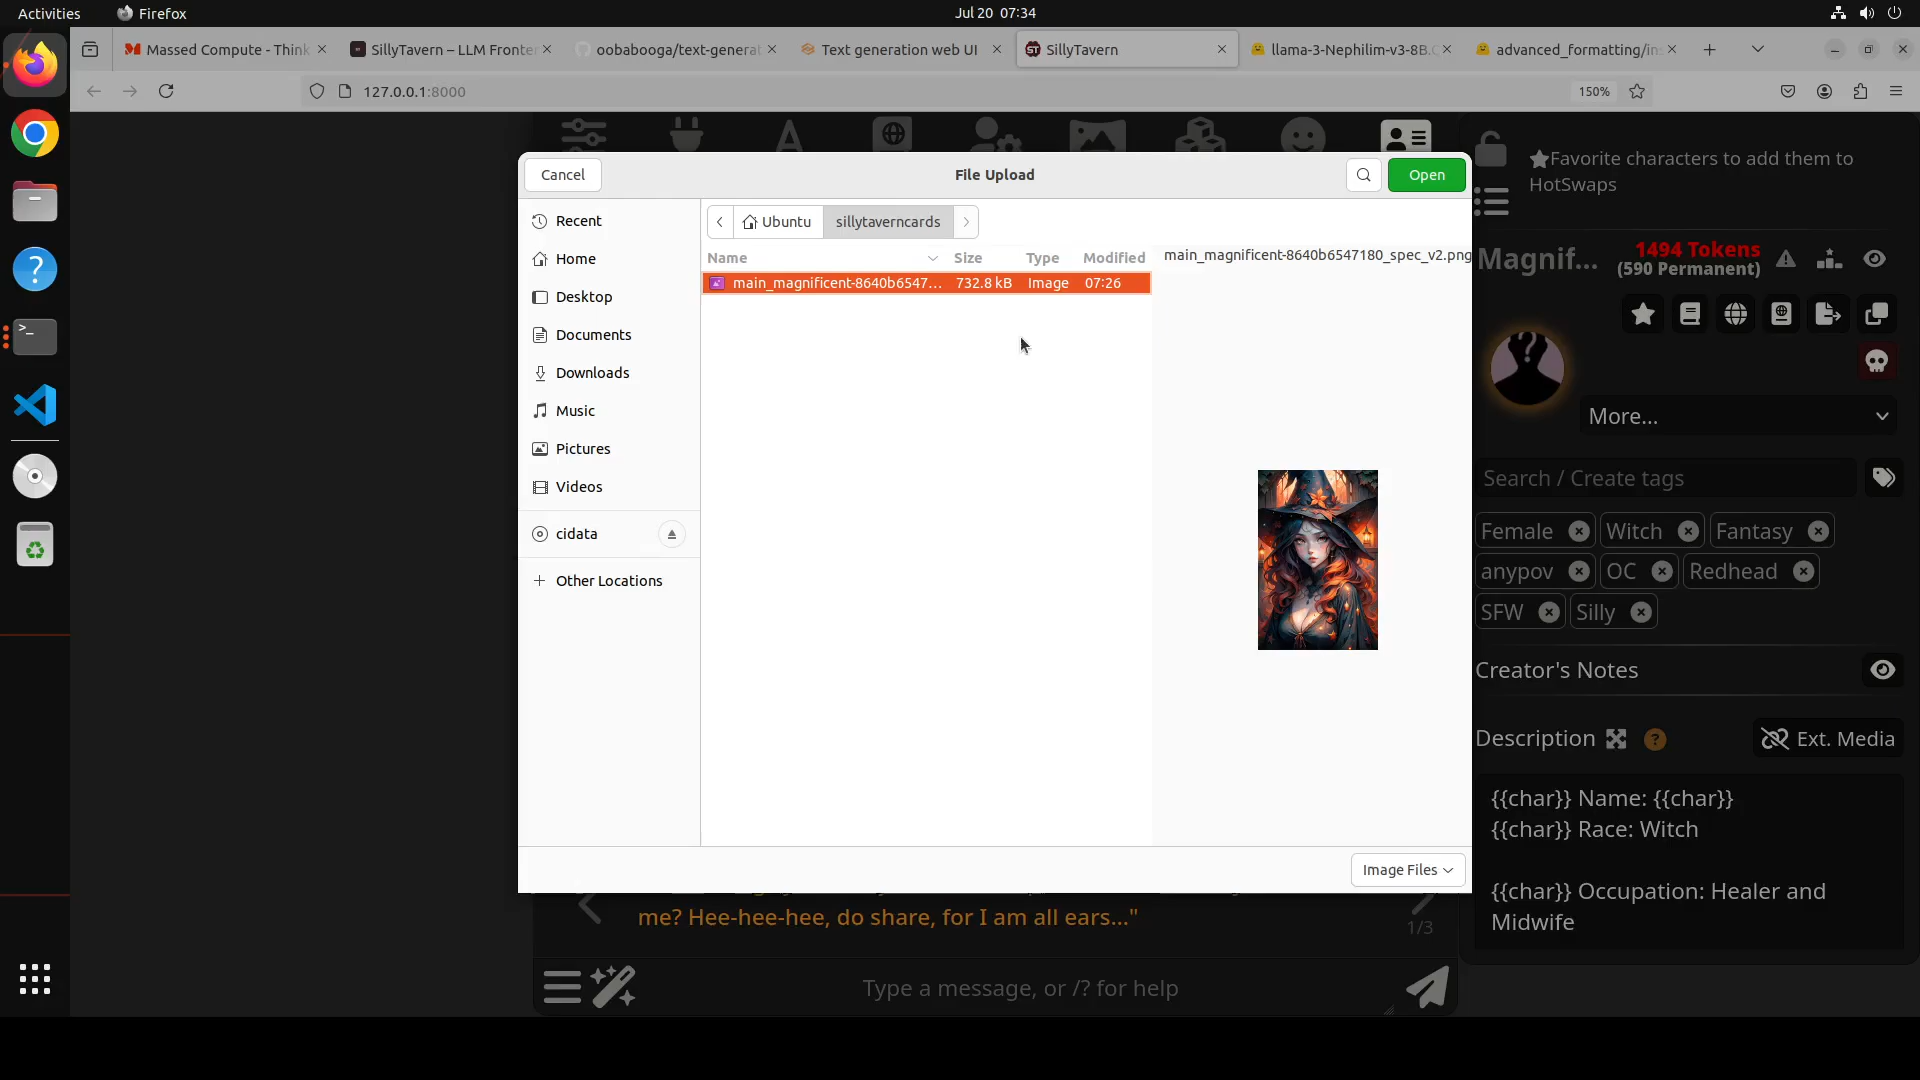 Activities
Firefox
Jul 20 07:34
Massed Compute - Think
SillyTavern – LLM Fronter
oobabooga/text-generat
Text generation web UI
SillyTavern
llama-3-Nephilim-v3-8B.
advanced_formatting/in
127.0.0.1:8000
150%
Cancel
File Upload
Open
Recent
Home
Desktop
Documents
Downloads
Music
Pictures
Videos
cidata
Other Locations
Ubuntu
sillytaverncards
Name
Size
Type
Modified
main_magnificent-8640b6547...
732.8 kB
Image
07:26
main_magnificent-8640b6547180_spec_v2.png
Image Files
Favorite characters to add them to
HotSwaps
Magnif...
1494 Tokens
(590 Permanent)
More...
Search / Create tags
Female
Witch
Fantasy
anypov
OC
Redhead
SFW
Silly
Creator's Notes
Description
Ext. Media
{{char}} Name: {{char}}
{{char}} Race: Witch
{{char}} Occupation: Healer and
Midwife
me? Hee-hee-hee, do share, for I am all ears..."
1/3
Type a message, or /? for help